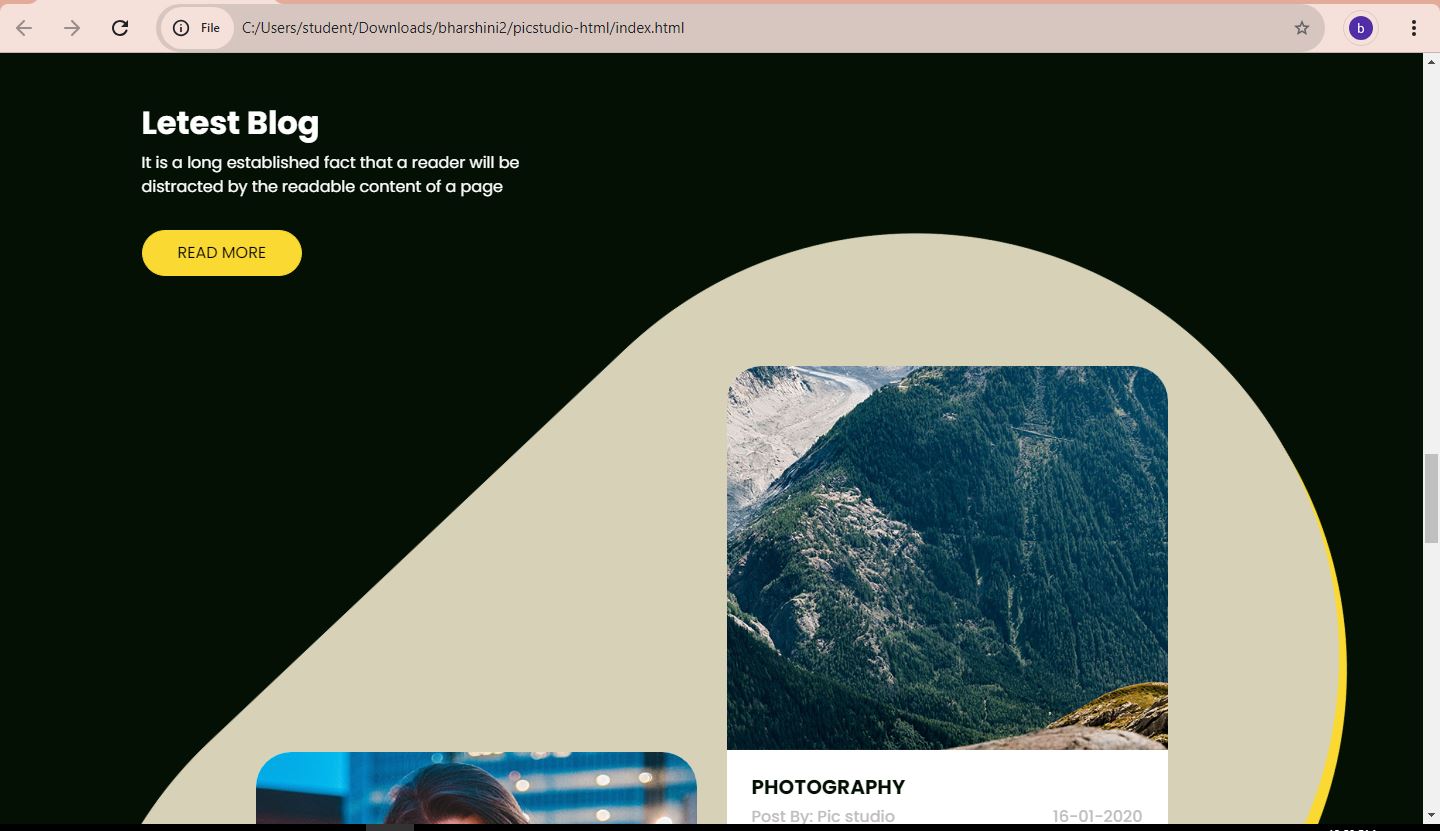 File C:/Users/student/Downloads/bharshini2/picstudio-html/index.html b
Letest Blog
It is a long established fact that a reader will be
distracted by the readable content of a page
READ MORE
PHOTOGRAPHY
Post By: Pic studio 16-01-2020